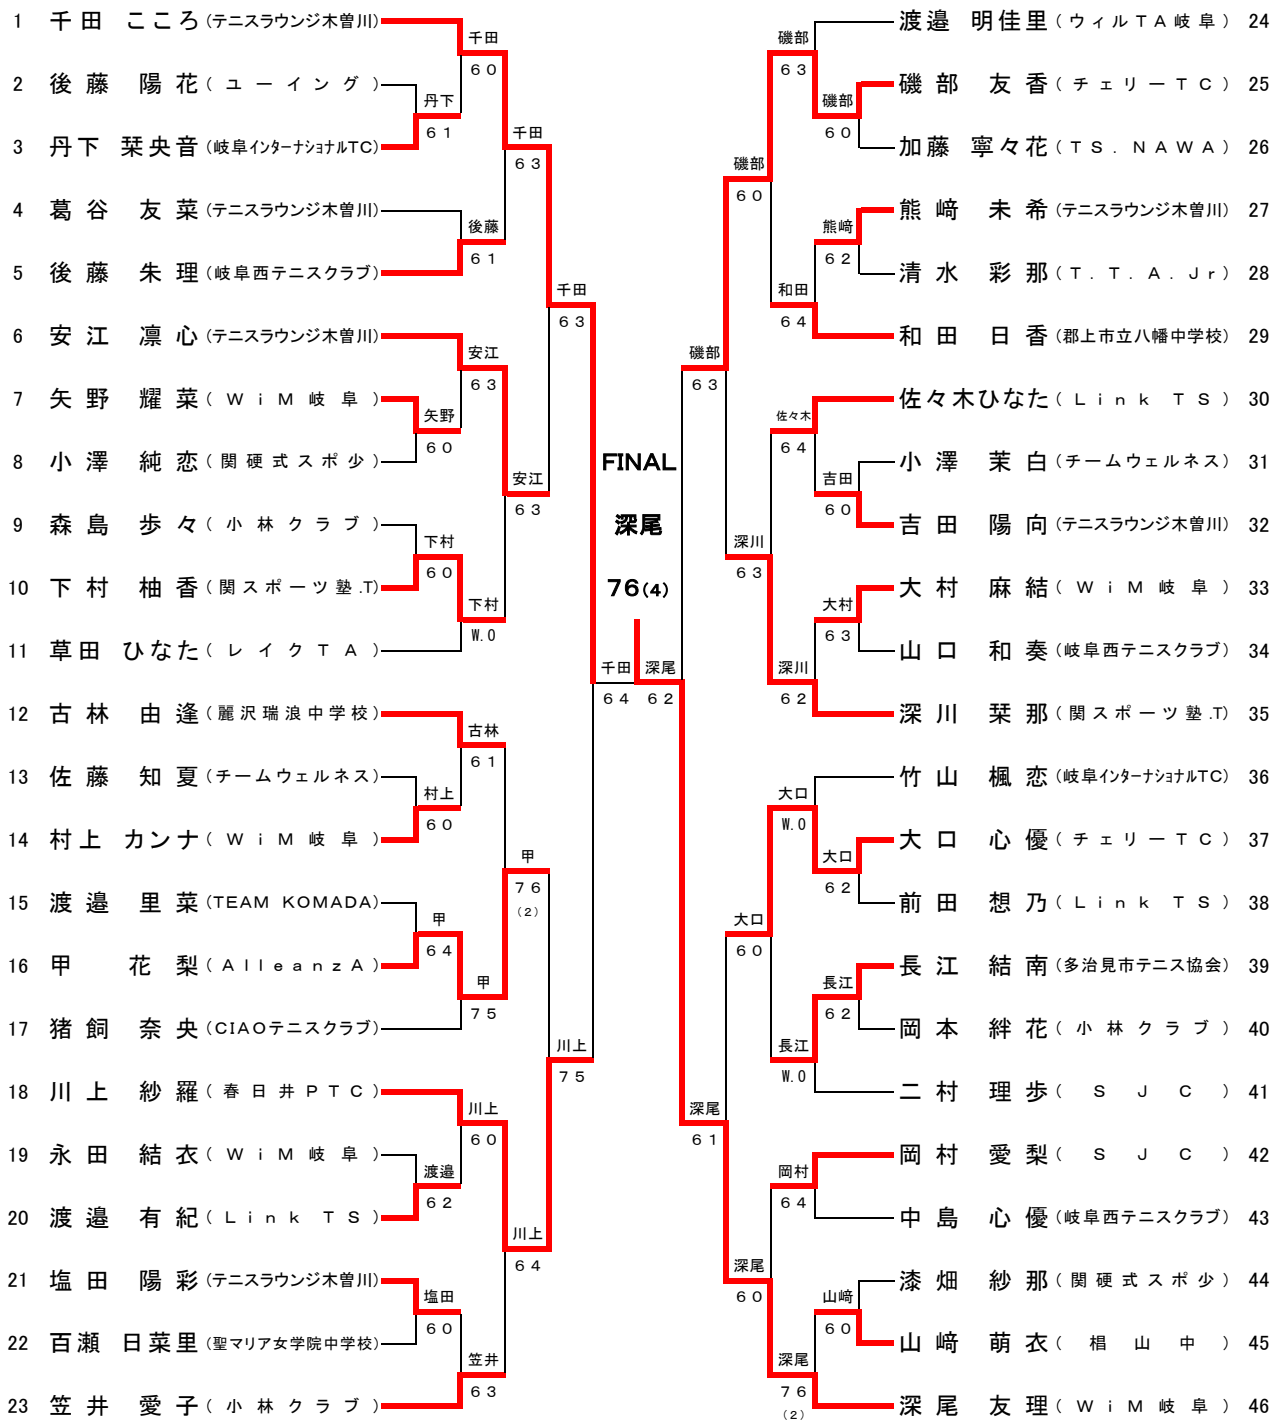 1 千田 こころ (テニスラウンジ木曽川)
2 後藤 陽花 (ユーイング)
3 丹下 栞央音 (岐阜インターナショナルTC)
4 葛谷 友菜 (テニスラウンジ木曽川)
5 後藤 朱理 (岐阜西テニスクラブ)
6 安江 凛心 (テニスラウンジ木曽川)
7 矢野 耀菜 (WiM岐阜)
8 小澤 純恋 (関硬式スポ少)
9 森島 歩々 (小林クラブ)
10 下村 柚香 (関スポーツ塾.T)
11 草田 ひなた (レイクTA)
12 古林 由逢 (麗沢瑞浪中学校)
13 佐藤 知夏 (チームウェルネス)
14 村上 カンナ (WiM岐阜)
15 渡邉 里菜 (TEAM KOMADA)
16 甲 花梨 (AlleanzA)
17 猪飼 奈央 (CIAOテニスクラブ)
18 川上 紗羅 (春日井PTC)
19 永田 結衣 (WiM岐阜)
20 渡邉 有紀 (Link TS)
21 塩田 陽彩 (テニスラウンジ木曽川)
22 百瀬 日菜里 (聖マリア女学院中学校)
23 笠井 愛子 (小林クラブ)
丹下
61
矢野
60
下村
60
村上
60
甲
64
渡邉
62
塩田
60
千田
60
後藤
61
安江
63
下村
W.0
古林
61
甲
75
川上
60
笠井
63
千田
63
安江
63
甲
76
(2)
川上
64
千田
63
川上
75
千田
64
FINAL
深尾
76(4)
深尾
62
磯部
63
深尾
61
磯部
60
深川
63
大口
60
深尾
60
磯部
63
和田
64
佐々木
64
深川
62
大口
W.0
長江
W.0
岡村
64
深尾
76
(2)
磯部
60
熊﨑
62
吉田
60
大村
63
大口
62
長江
62
山﨑
60
渡邉 明佳里 (ウィルTA岐阜) 24
磯部 友香 (チェリーTC) 25
加藤 寧々花 (TS.NAWA) 26
熊﨑 未希 (テニスラウンジ木曽川) 27
清水 彩那 (T.T.A.Jr) 28
和田 日香 (郡上市立八幡中学校) 29
佐々木ひなた (Link TS) 30
小澤 茉白 (チームウェルネス) 31
吉田 陽向 (テニスラウンジ木曽川) 32
大村 麻結 (WiM岐阜) 33
山口 和奏 (岐阜西テニスクラブ) 34
深川 栞那 (関スポーツ塾.T) 35
竹山 楓恋 (岐阜インターナショナルTC) 36
大口 心優 (チェリーTC) 37
前田 想乃 (Link TS) 38
長江 結南 (多治見市テニス協会) 39
岡本 絆花 (小林クラブ) 40
二村 理歩 (SJC) 41
岡村 愛梨 (SJC) 42
中島 心優 (岐阜西テニスクラブ) 43
漆畑 紗那 (関硬式スポ少) 44
山﨑 萌衣 (椙山中) 45
深尾 友理 (WiM岐阜) 46